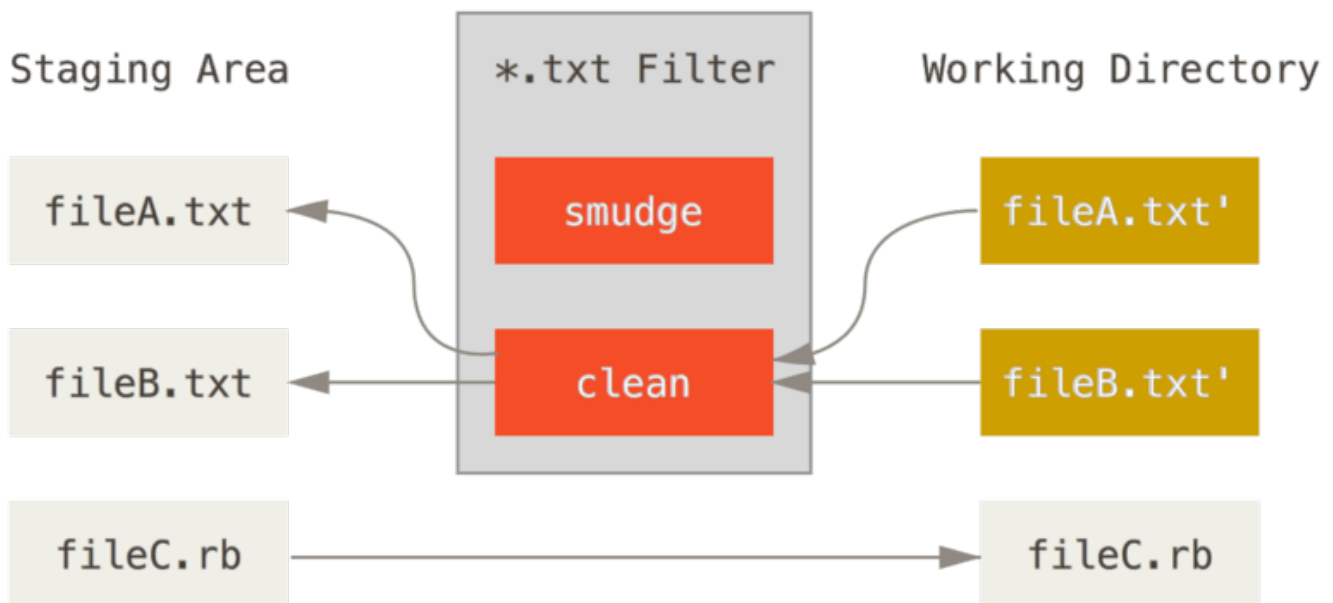 Staging Area
*.txt Filter
Working Directory
fileA.txt
smudge
fileA.txt'
fileB.txt
clean
fileB.txt'
fileC.rb
fileC.rb